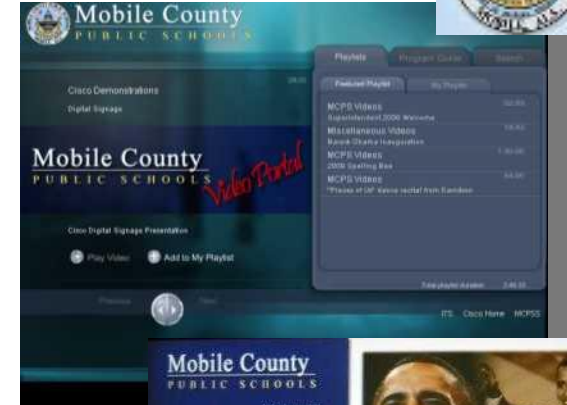 Mobile County
PUBLIC SCHOOLS
Playlists Program Guide Search
Cisco Demonstrations
Digital Signage
Featured Playlist My Playlist
MCPS Videos
Miscellaneous Videos
Barack Obama Inauguration
MCPS Videos
2009 Spelling Bee
MCPS Videos
Mobile County
PUBLIC SCHOOLS
Video Portal
Cisco Digital Signage Presentation
Play Video Add to My Playlist
Total playlist duration
Previous Next
ITS Cisco Home MCPSS
Mobile County
PUBLIC SCHOOLS